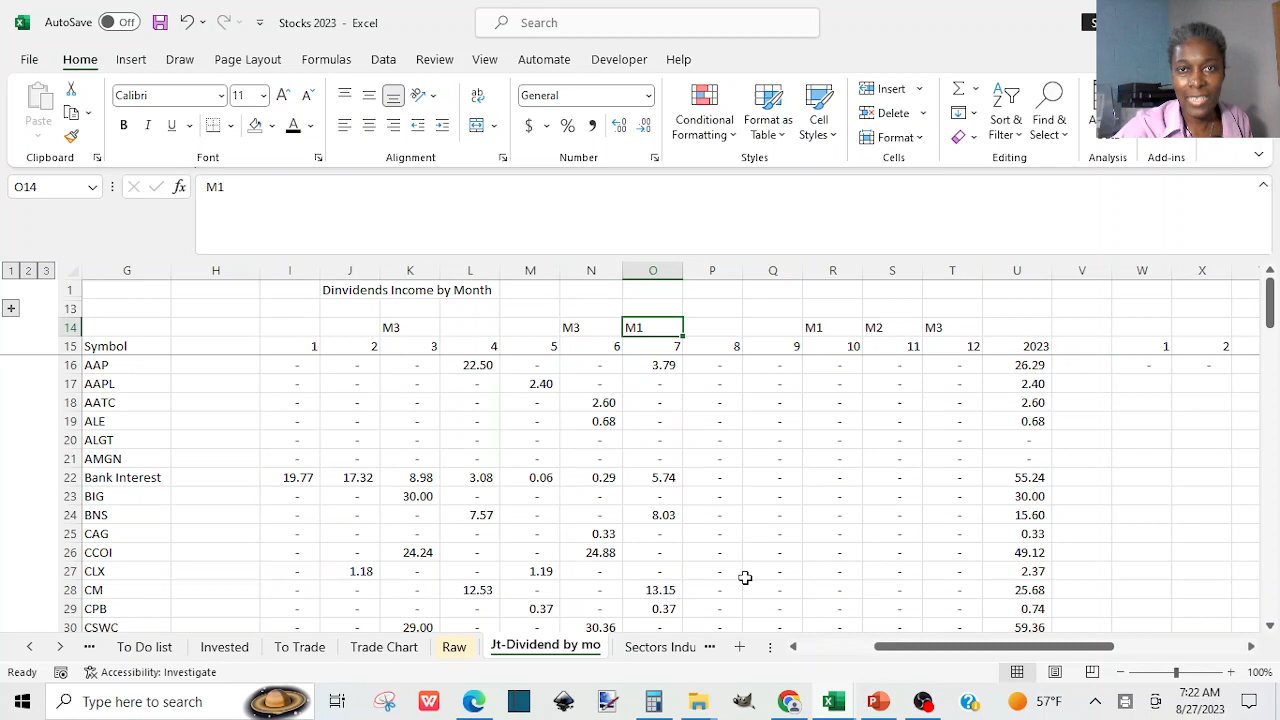 AutoSave Off Stocks 2023 - Excel Search
File Home Insert Draw Page Layout Formulas Data Review View Automate Developer Help
Paste Calibri 11 General Conditional Formatting Format as Table Cell Styles Insert Delete Format Sort & Filter Find & Select
B I U A $ % 9
Clipboard Font Alignment Number Styles Cells Editing Analysis Add-ins
O14 fx M1
1 2 3 G H I J K L M N O P Q R S T U V W X
1 Dinvidends Income by Month
13
14 M3 M3 M1 M1 M2 M3
15 Symbol 1 2 3 4 5 6 7 8 9 10 11 12 2023 1 2
16 AAP - - - 22.50 - - 3.79 - - - - - 26.29 - -
17 AAPL - - - - 2.40 - - - - - - - 2.40
18 AATC - - - - - 2.60 - - - - - - 2.60
19 ALE - - - - - 0.68 - - - - - - 0.68
20 ALGT - - - - - - - - - - - - -
21 AMGN - - - - - - - - - - - - -
22 Bank Interest 19.77 17.32 8.98 3.08 0.06 0.29 5.74 - - - - - 55.24
23 BIG - - 30.00 - - - - - - - - - 30.00
24 BNS - - - 7.57 - - 8.03 - - - - - 15.60
25 CAG - - - - - 0.33 - - - - - - 0.33
26 CCOI - - 24.24 - - 24.88 - - - - - - 49.12
27 CLX - 1.18 - - 1.19 - - - - - - - 2.37
28 CM - - - 12.53 - - 13.15 - - - - - 25.68
29 CPB - - - - 0.37 - 0.37 - - - - - 0.74
30 CSWC - - 29.00 - - 30.36 - - - - - - 59.36
To Do list Invested To Trade Trade Chart Raw Jt-Dividend by mo Sectors Indu
Ready Accessibility: Investigate 100%
Type here to search 57°F 7:22 AM
8/27/2023